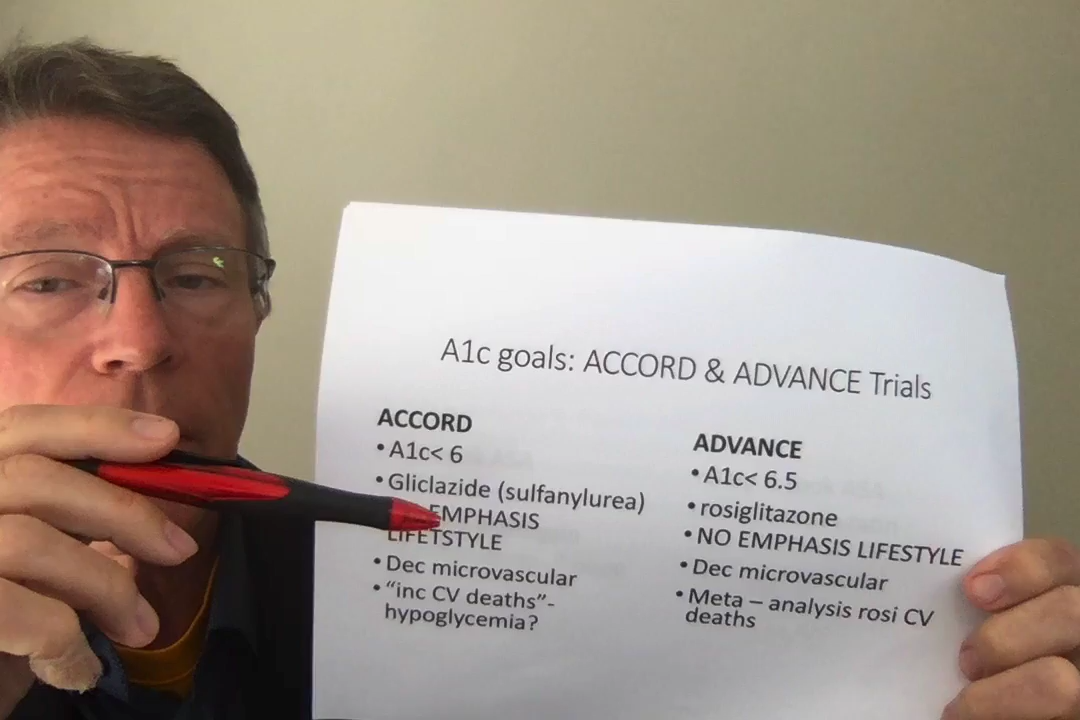 A1c goals: ACCORD & ADVANCE Trials
ACCORD
•A1c< 6
•Gliclazide (sulfanylurea)
EMPHASIS
LIFETSTYLE
•Dec microvascular
•“inc CV deaths”-
hypoglycemia?
ADVANCE
•A1c< 6.5
•rosiglitazone
•NO EMPHASIS LIFESTYLE
•Dec microvascular
•Meta – analysis rosi CV
deaths